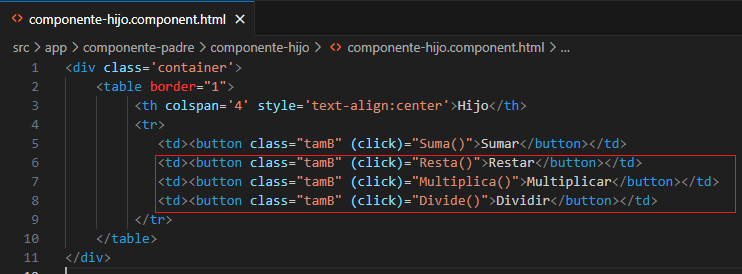 <> componente-hijo.component.html ×
src > app > componente-padre > componente-hijo > <> componente-hijo.component.html > ...
1 <div class='container'>
2 <table border="1">
3 <th colspan='4' style='text-align:center'>Hijo</th>
4 <tr>
5 <td><button class="tamB" (click)="Suma()">Sumar</button></td>
6 <td><button class="tamB" (click)="Resta()">Restar</button></td>
7 <td><button class="tamB" (click)="Multiplica()">Multiplicar</button></td>
8 <td><button class="tamB" (click)="Divide()">Dividir</button></td>
9 </tr>
10 </table>
11 </div>